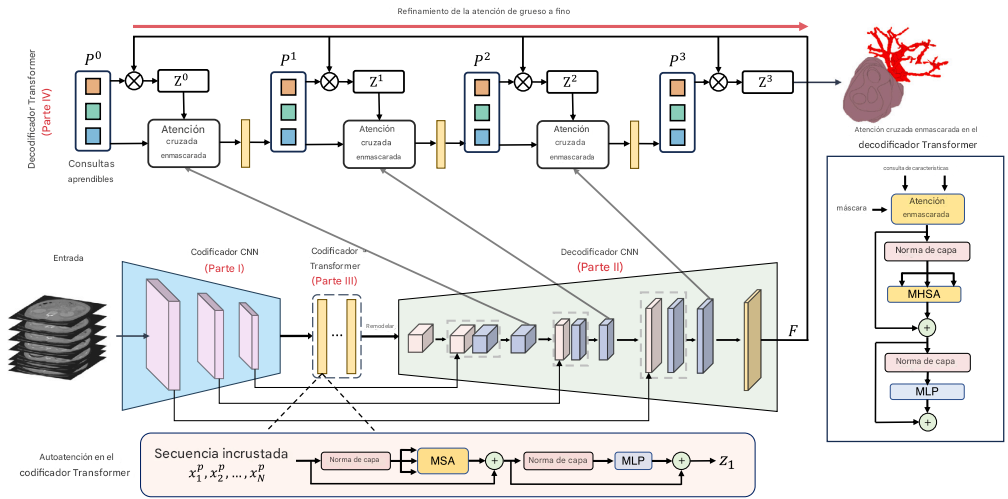 Refinamiento de la atención de grueso a fino
Decodificador Transformer
(Parte IV)
P⁰
Z⁰
P¹
Z¹
P²
Z²
P³
Z³
Atención
cruzada
enmascarada
Atención
cruzada
enmascarada
Atención
cruzada
enmascarada
Consultas
aprendibles
Atención cruzada enmascarada en el
decodificador Transformer
consulta de características
máscara
Atención
enmascarada
Norma de capa
MHSA
+
Norma de capa
MLP
+
Entrada
Codificador CNN
(Parte I)
Codificador -
Transformer
(Parte III)
Decodificador CNN
(Parte II)
...
Remodelar
F
Autoatención en el
codificador Transformer
Secuencia incrustada
x₁ᵖ, x₂ᵖ, ..., x_Nᵖ
Norma de capa
MSA
+
Norma de capa
MLP
+
z₁